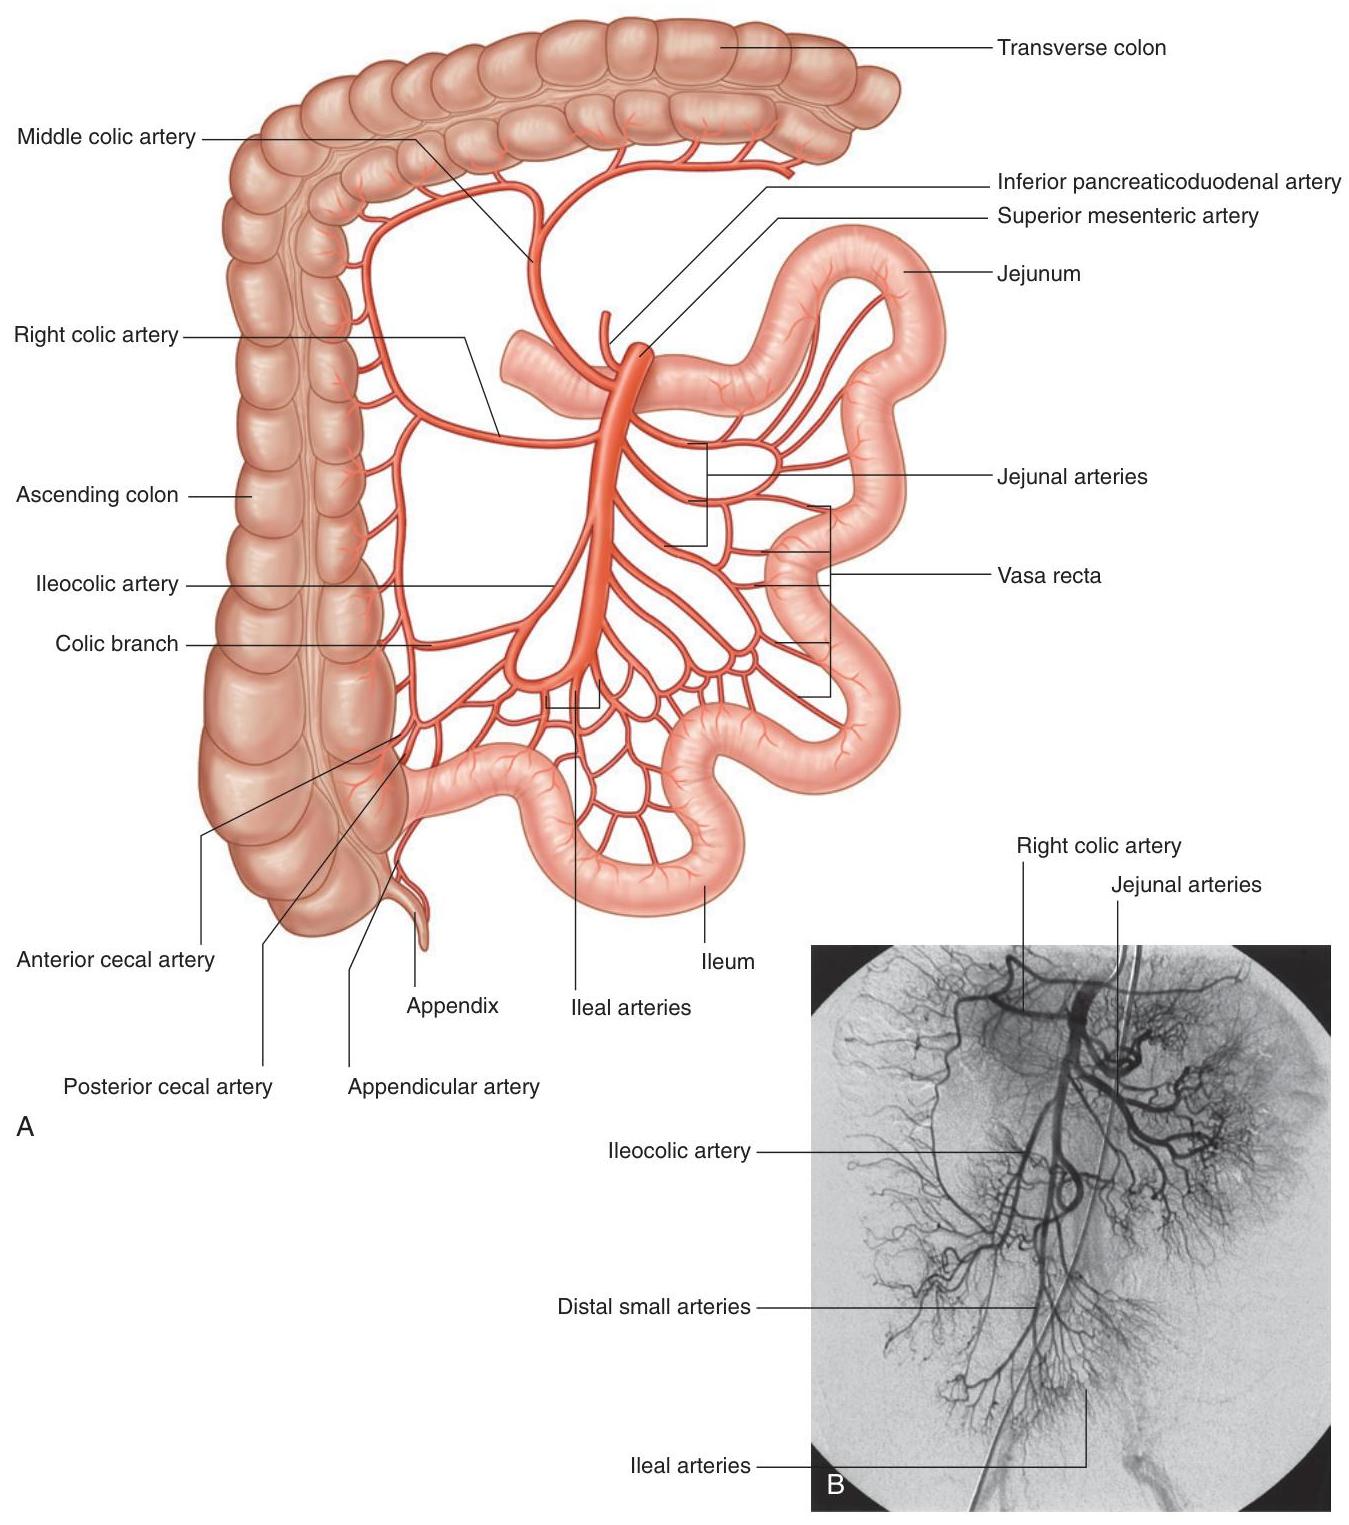 Transverse colon
Middle colic artery
Inferior pancreaticoduodenal artery
Superior mesenteric artery
Jejunum
Right colic artery
Jejunal arteries
Ascending colon
Vasa recta
Ileocolic artery
Colic branch
Right colic artery
Jejunal arteries
Anterior cecal artery
Ileum
Appendix
Ileal arteries
Posterior cecal artery
Appendicular artery
A
Ileocolic artery
Distal small arteries
Ileal arteries
B